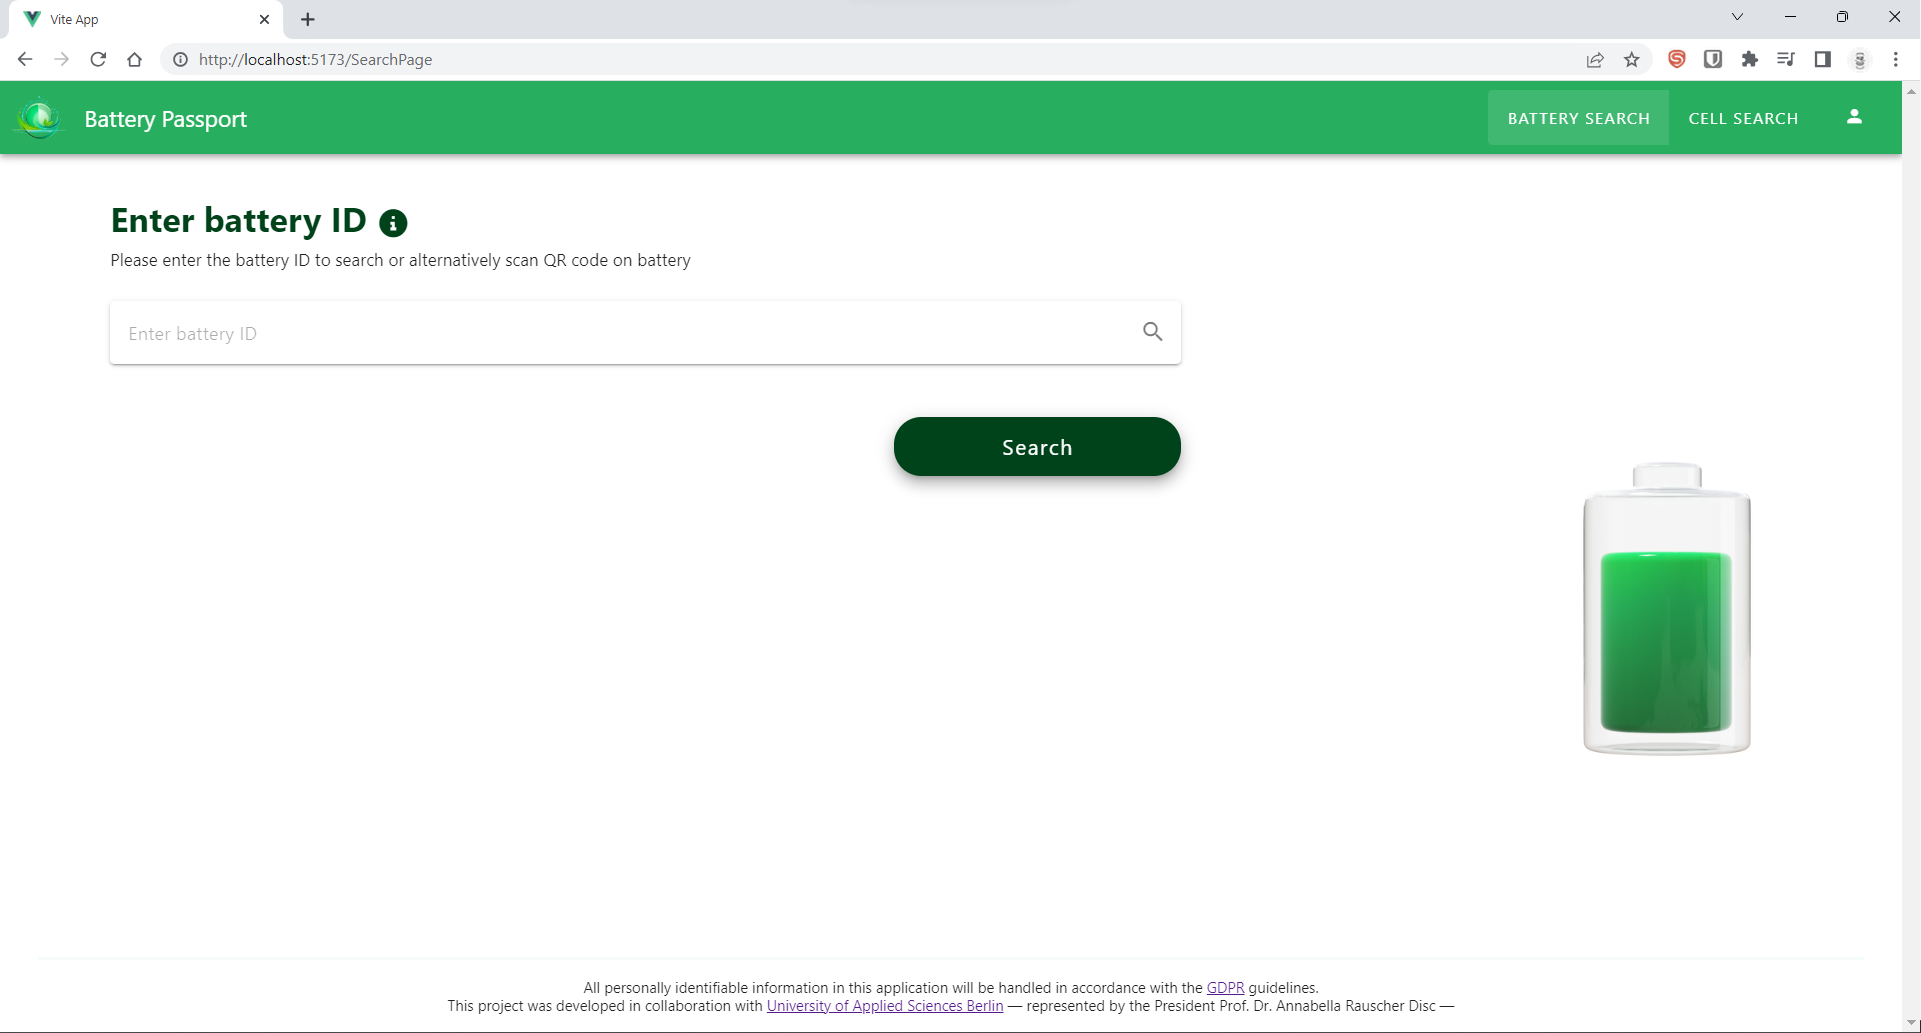 Vite App
http://localhost:5173/SearchPage
Battery Passport
BATTERY SEARCH
CELL SEARCH
Enter battery ID
Please enter the battery ID to search or alternatively scan QR code on battery
Enter battery ID
Search
All personally identifiable information in this application will be handled in accordance with the GDPR guidelines.
This project was developed in collaboration with University of Applied Sciences Berlin — represented by the President Prof. Dr. Annabella Rauscher Disc —